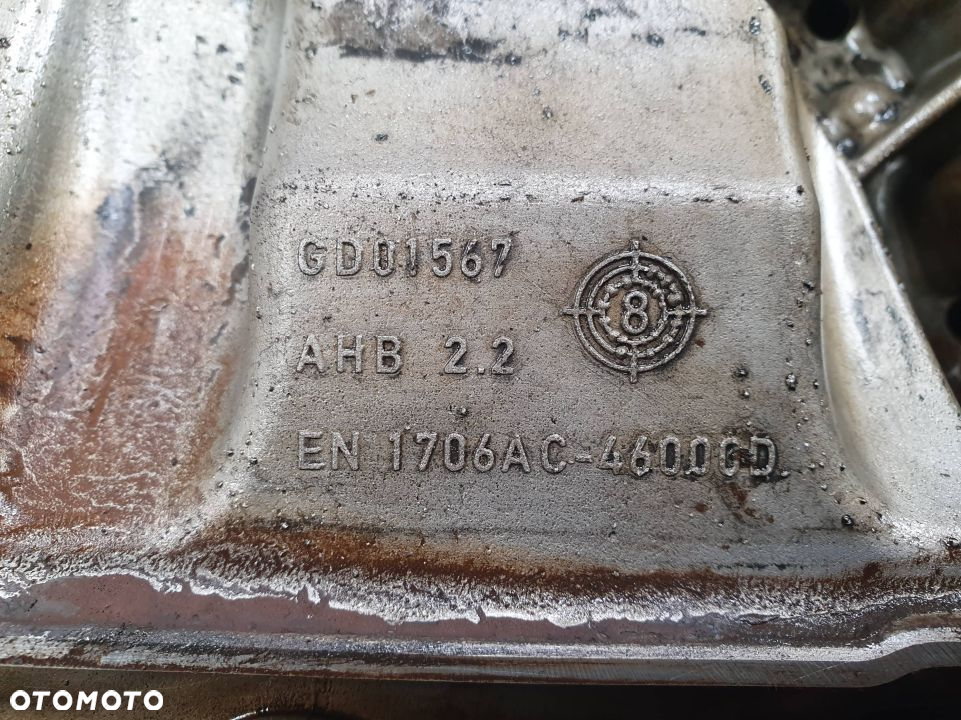 GD01567
8
AHB 2.2
EN 1706AC-46000D
OTOMOTO